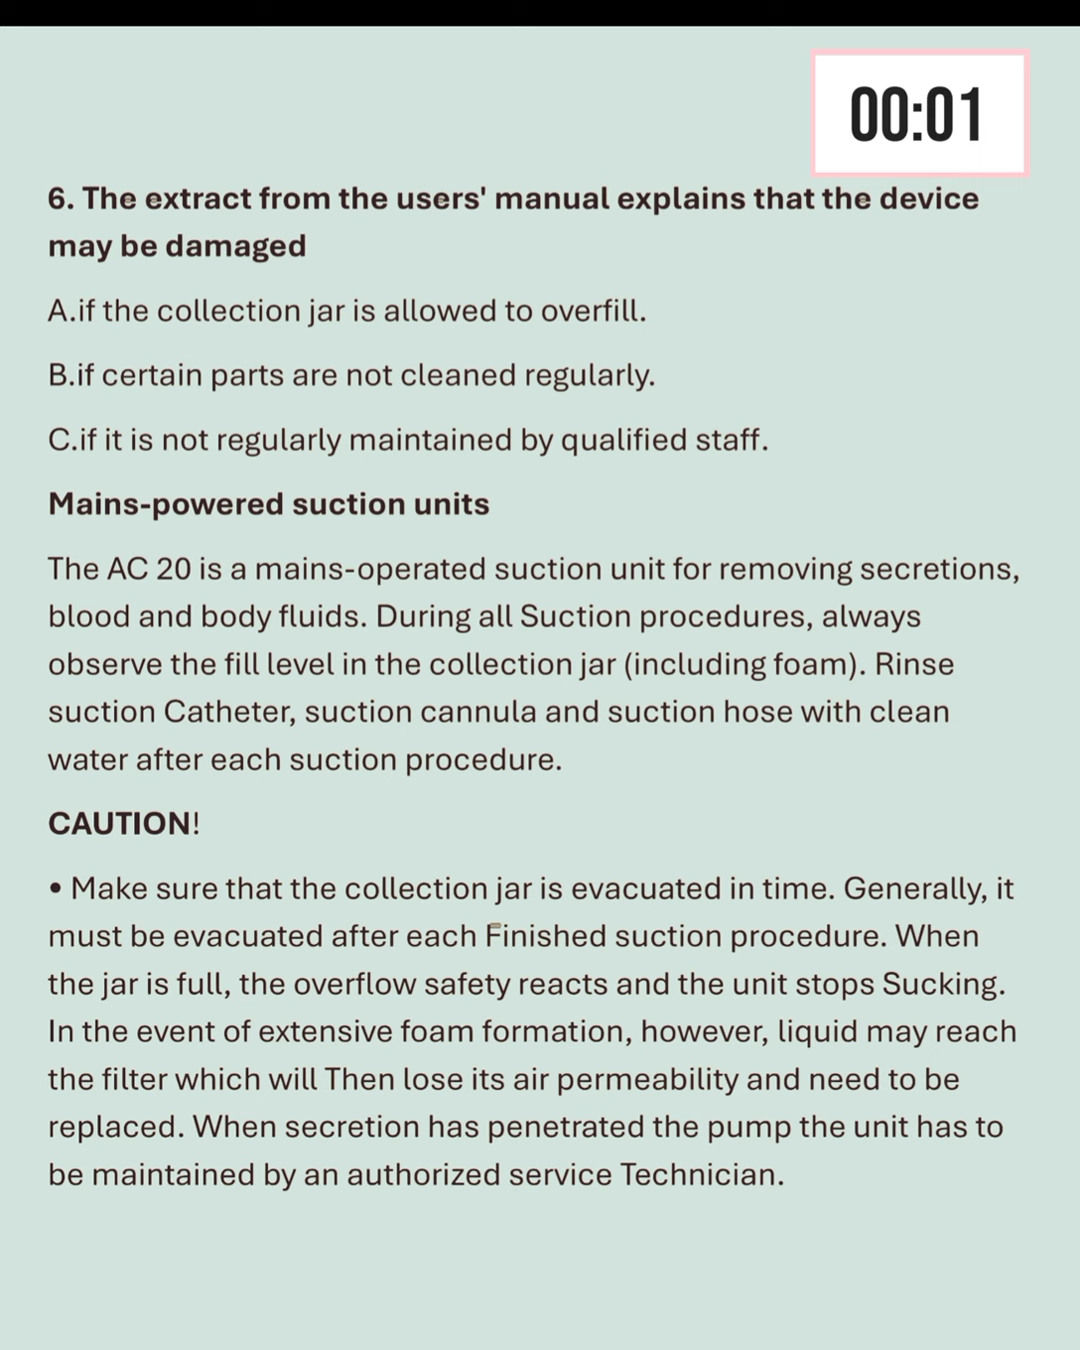 00:01
6. The extract from the users' manual explains that the device
may be damaged
A.if the collection jar is allowed to overfill.
B.if certain parts are not cleaned regularly.
C.if it is not regularly maintained by qualified staff.
Mains-powered suction units
The AC 20 is a mains-operated suction unit for removing secretions,
blood and body fluids. During all Suction procedures, always
observe the fill level in the collection jar (including foam). Rinse
suction Catheter, suction cannula and suction hose with clean
water after each suction procedure.
CAUTION!
• Make sure that the collection jar is evacuated in time. Generally, it
must be evacuated after each Finished suction procedure. When
the jar is full, the overflow safety reacts and the unit stops Sucking.
In the event of extensive foam formation, however, liquid may reach
the filter which will Then lose its air permeability and need to be
replaced. When secretion has penetrated the pump the unit has to
be maintained by an authorized service Technician.